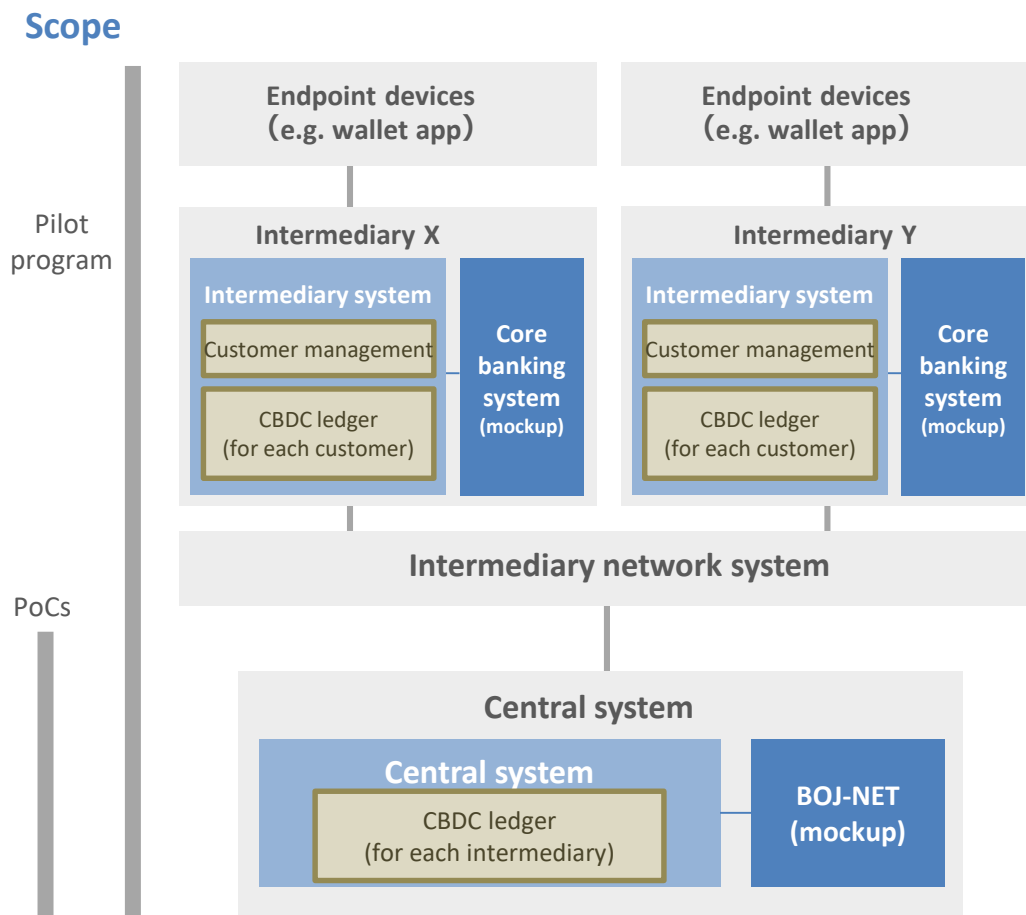 Scope
Endpoint devices
(e.g. wallet app)
Endpoint devices
(e.g. wallet app)
Pilot
program
Intermediary X
Intermediary system
Customer management
CBDC ledger
(for each customer)
Core
banking
system
(mockup)
Intermediary Y
Intermediary system
Customer management
CBDC ledger
(for each customer)
Core
banking
system
(mockup)
Intermediary network system
PoCs
Central system
Central system
CBDC ledger
(for each intermediary)
BOJ-NET
(mockup)